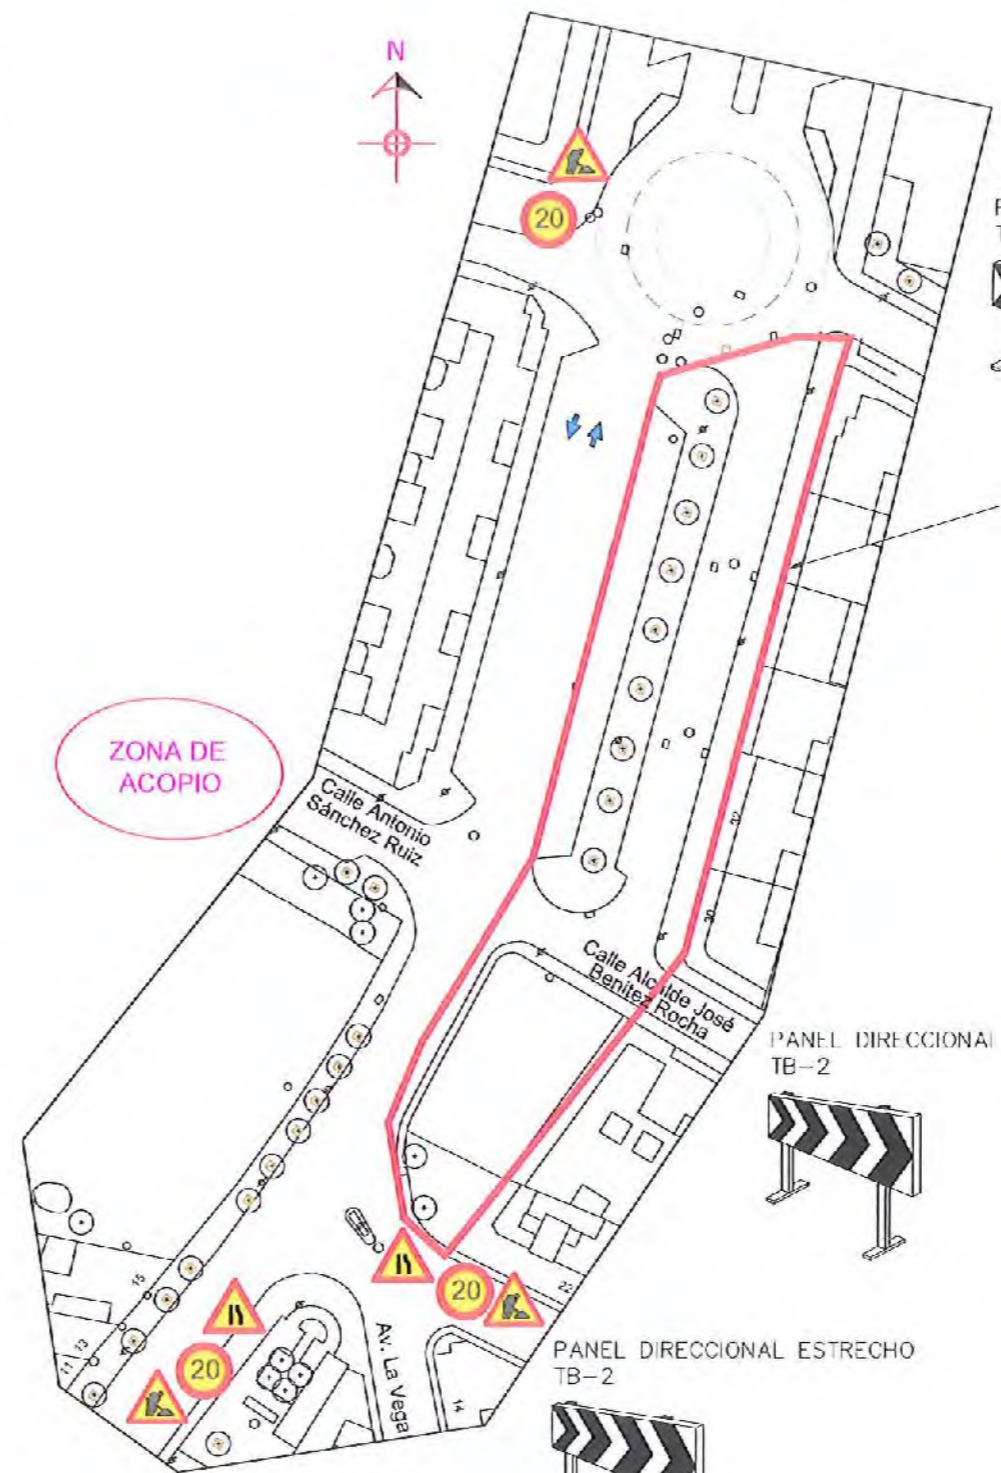 N
20
ZONA DE
ACOPIO
Calle Antonio
Sánchez Ruiz
Calle Alcalde José
Benitez Rocha
30
PANEL DIRECCIONAL
TB-2
15
13
11
20
20
22
Av. La Vega
14
PANEL DIRECCIONAL ESTRECHO
TB-2